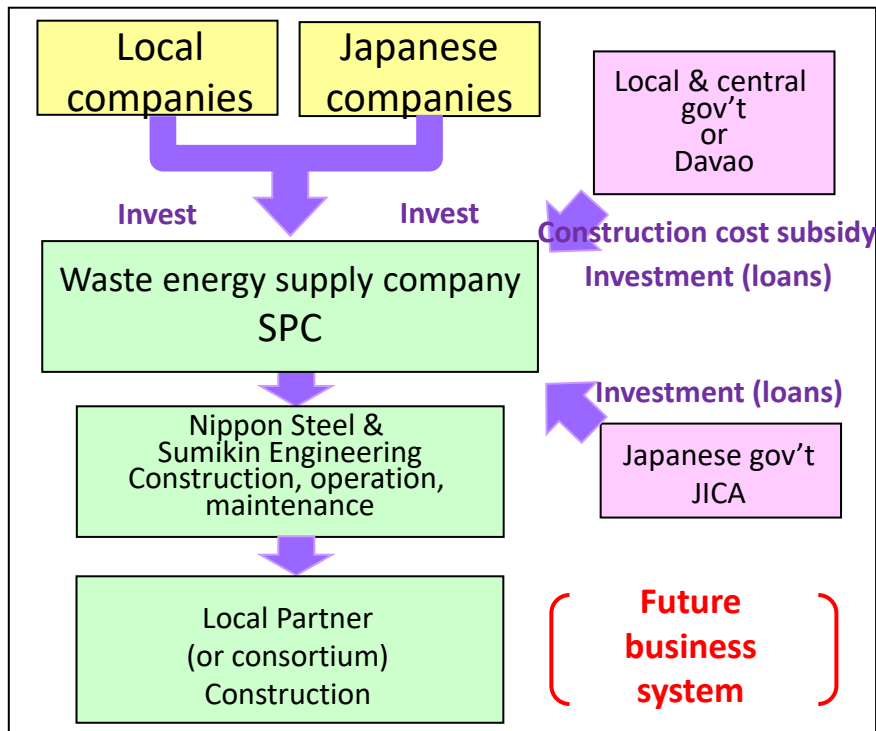 Local
companies
Japanese
companies
Local & central
gov’t
or
Davao
Invest
Invest
Construction cost subsidy
Investment (loans)
Waste energy supply company
SPC
Investment (loans)
Nippon Steel &
Sumikin Engineering
Construction, operation,
maintenance
Japanese gov’t
JICA
Local Partner
(or consortium)
Construction
Future
business
system